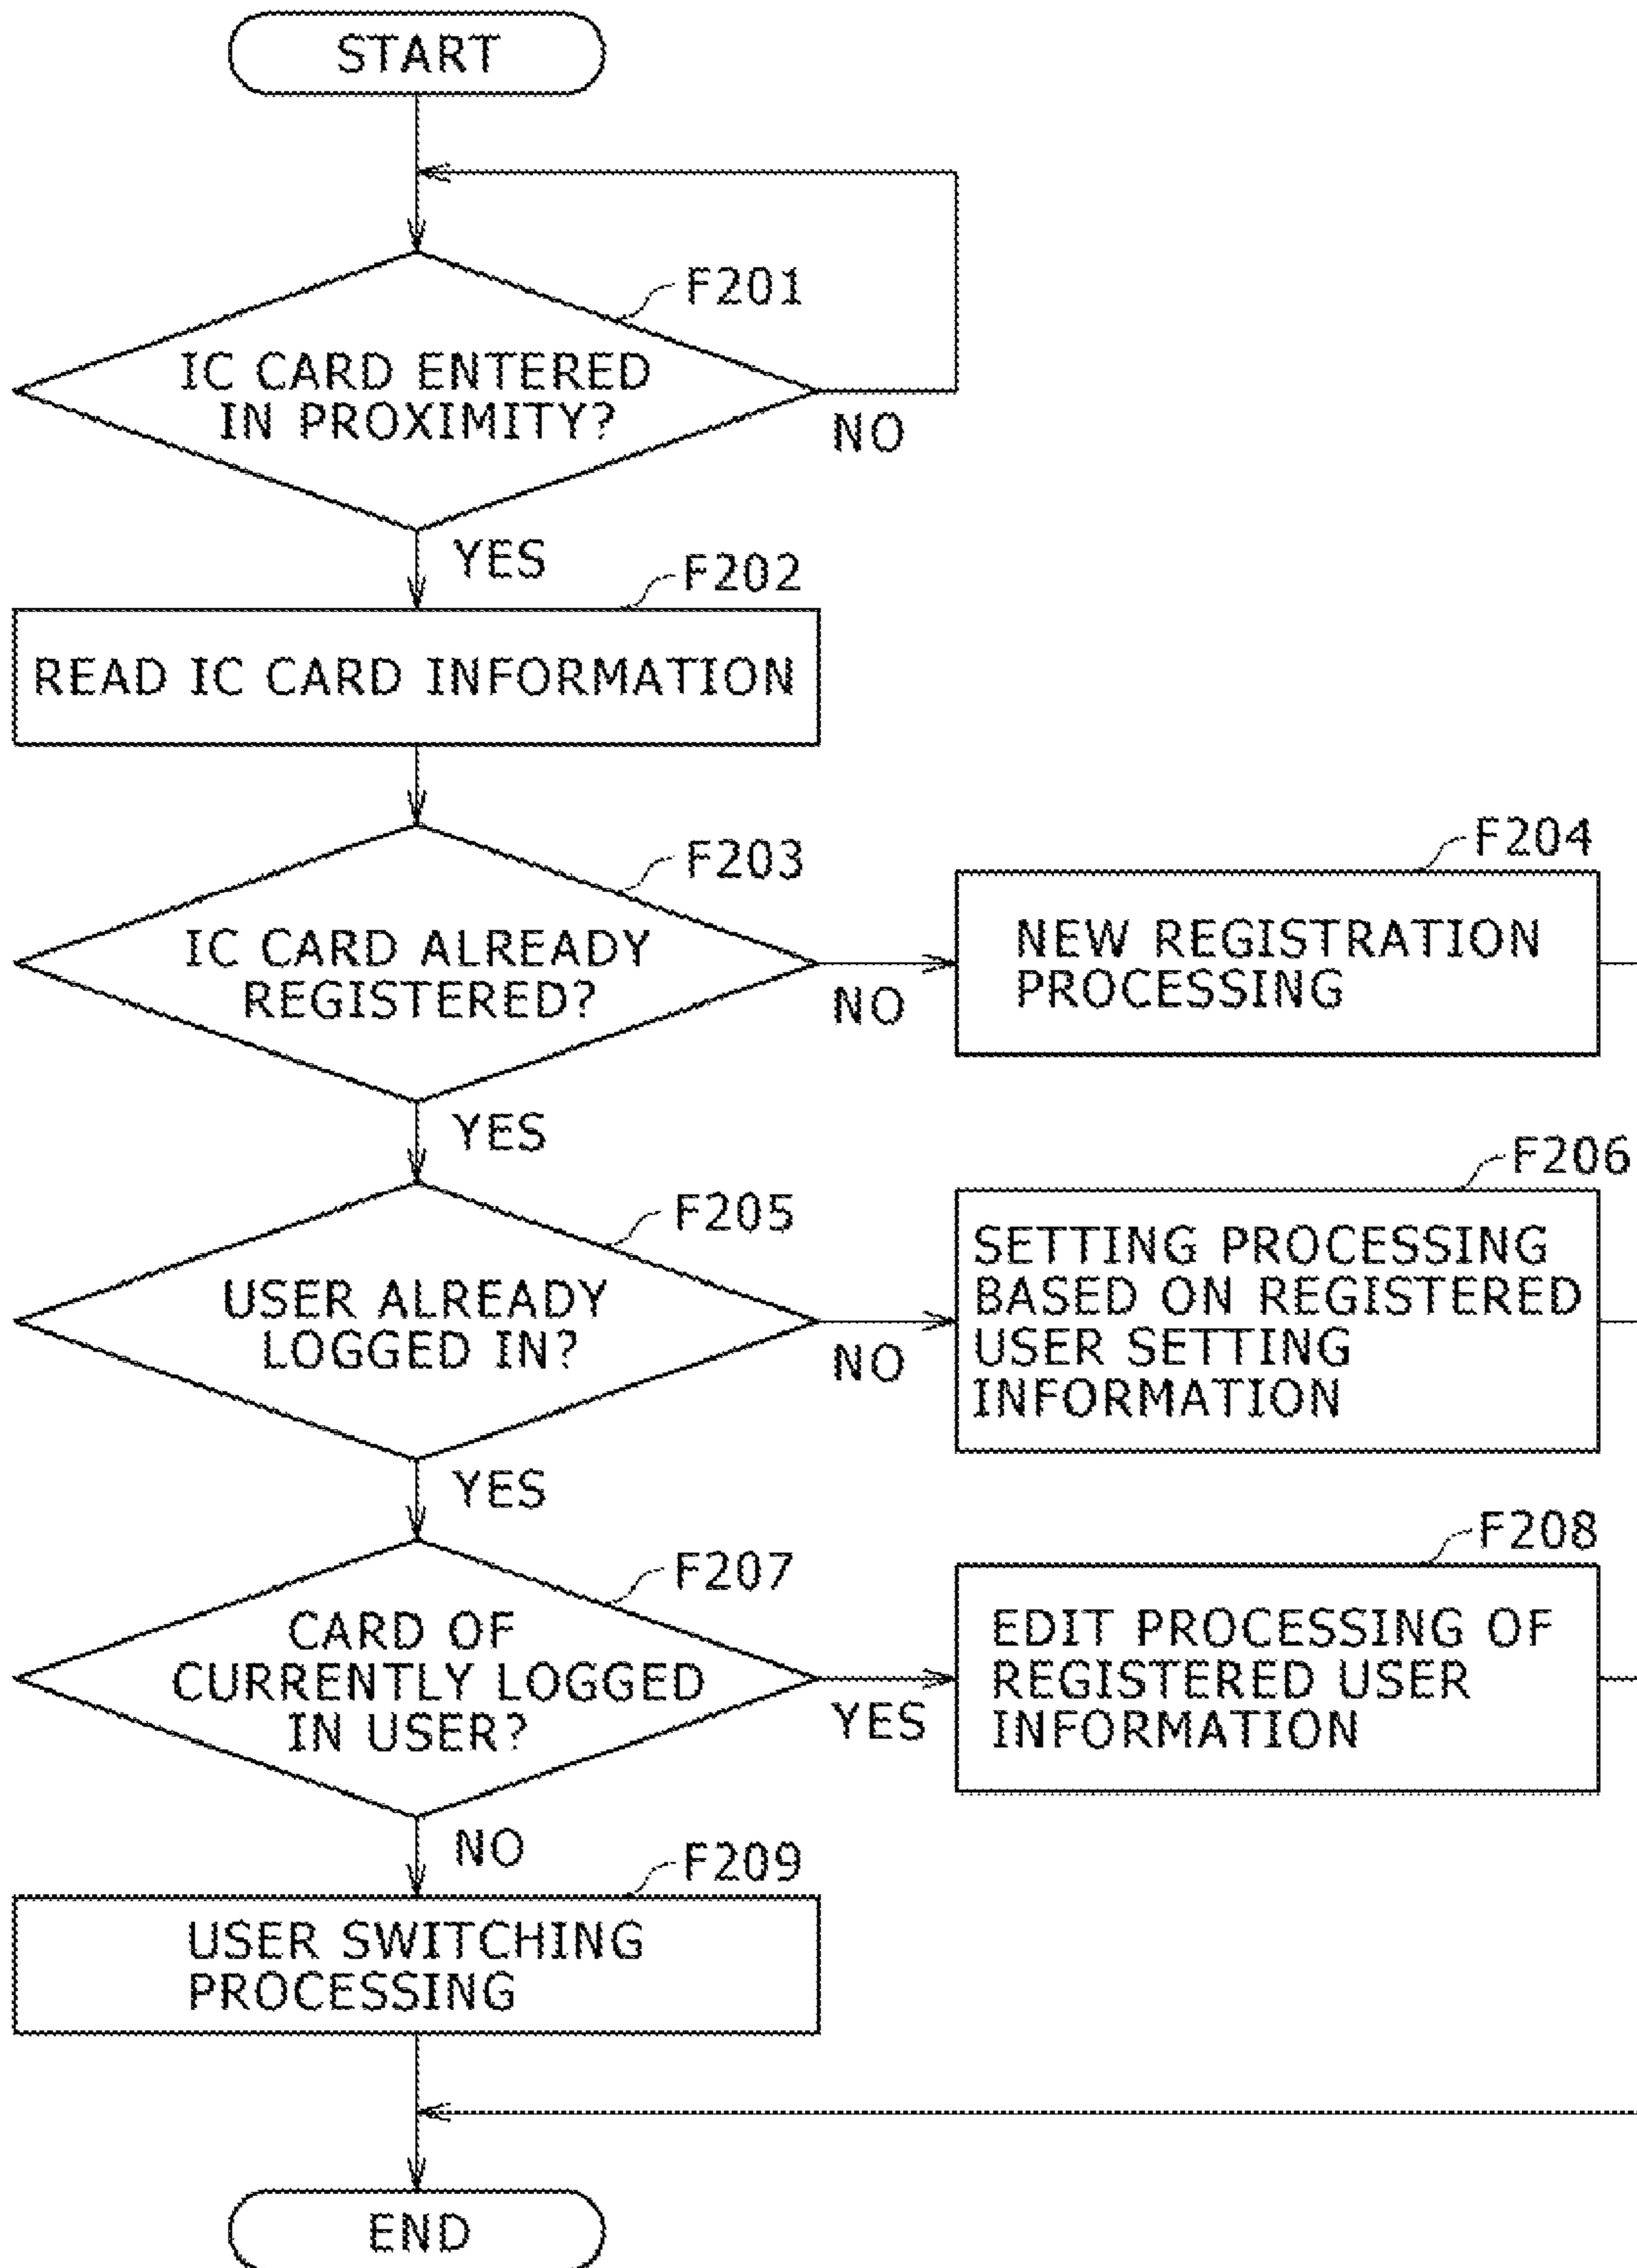 START
F201
IC CARD ENTERED
IN PROXIMITY?
NO
YES
F202
READ IC CARD INFORMATION
F203
IC CARD ALREADY
REGISTERED?
NO
F204
NEW REGISTRATION
PROCESSING
YES
F205
USER ALREADY
LOGGED IN?
NO
F206
SETTING PROCESSING
BASED ON REGISTERED
USER SETTING
INFORMATION
YES
F207
CARD OF
CURRENTLY LOGGED
IN USER?
YES
F208
EDIT PROCESSING OF
REGISTERED USER
INFORMATION
NO
F209
USER SWITCHING
PROCESSING
END